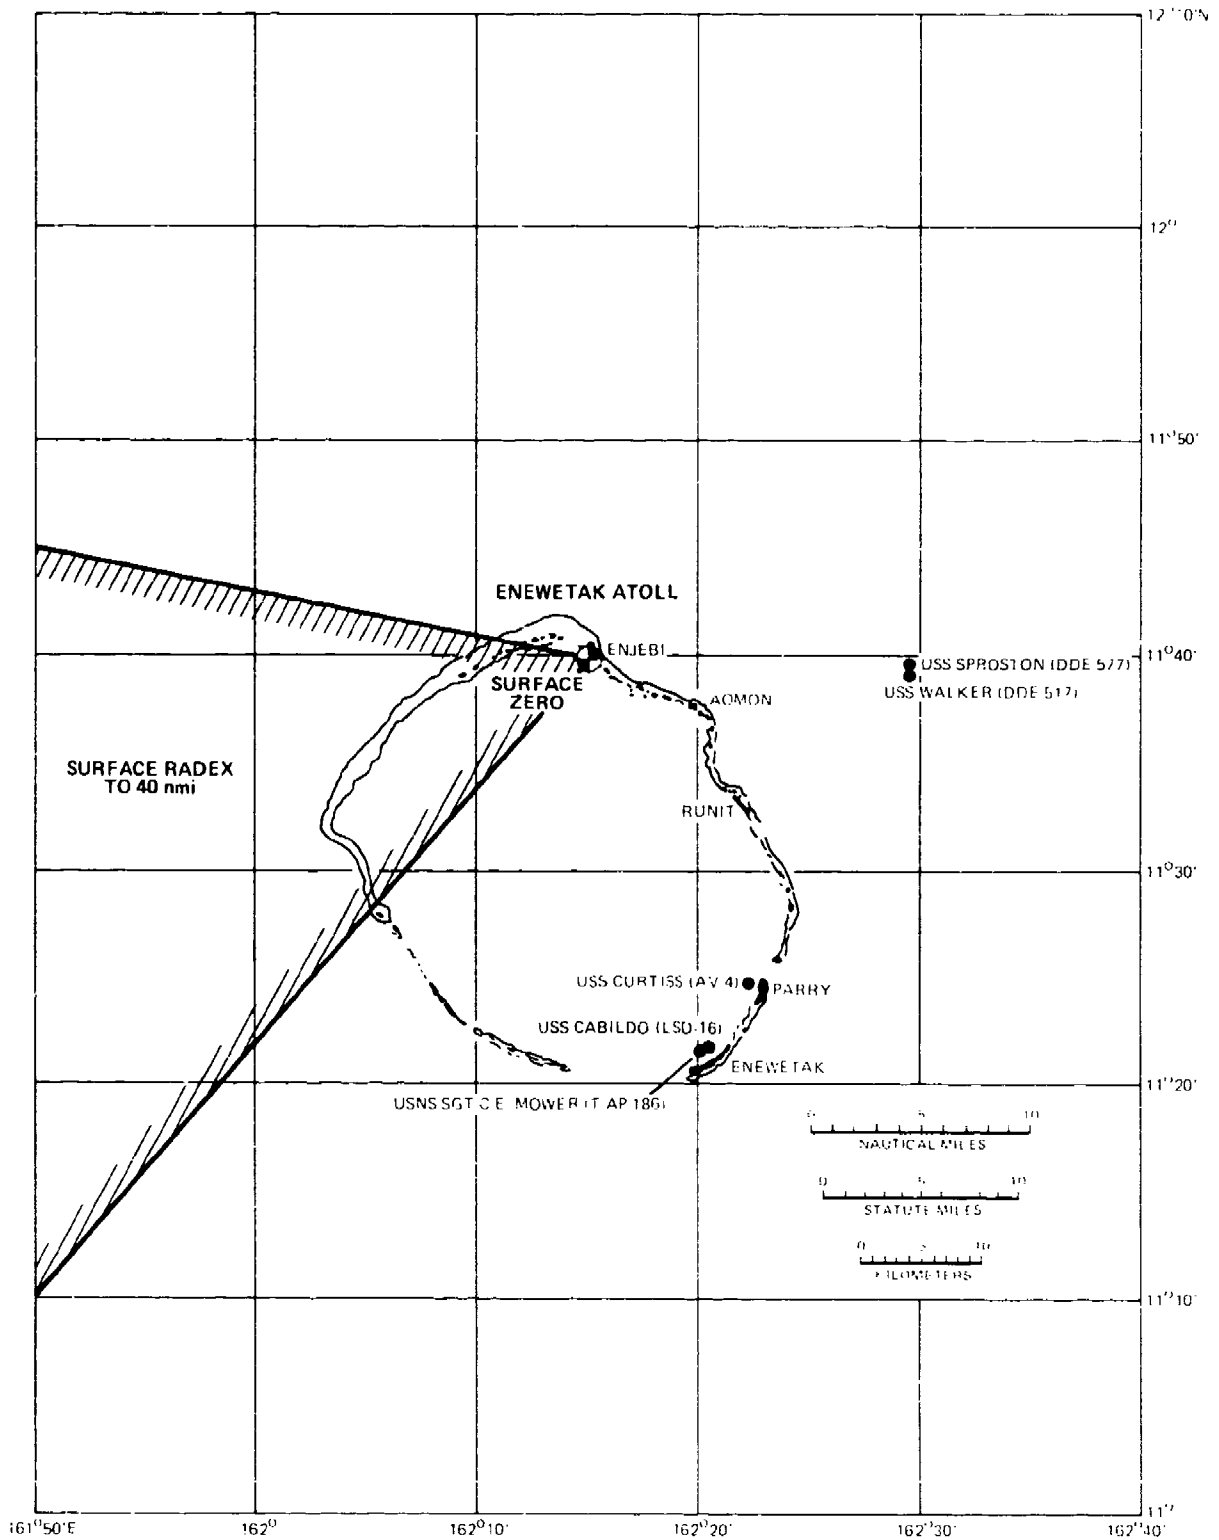 12°
11°50'
ENEWETAK ATOLL
ENJEBI
11°40'
USS SPROSTON (DDE 577)
USS WALKER (DDE 517)
SURFACE
ZERO
AOMON
SURFACE RADEX
TO 40 nmi
RUNIT
11°30'
USS CURTISS (AV 4)
PARRY
USS CABILDO (LSD-16)
ENEWETAK
11°20'
USNS SGT C E MOWER (T AP 186)
0 5 10
NAUTICAL MILES
0 5 10
STATUTE MILES
0 5 10
KILOMETERS
11°10'
161°50'E 162° 162°10' 162°20' 162°30' 162°40'